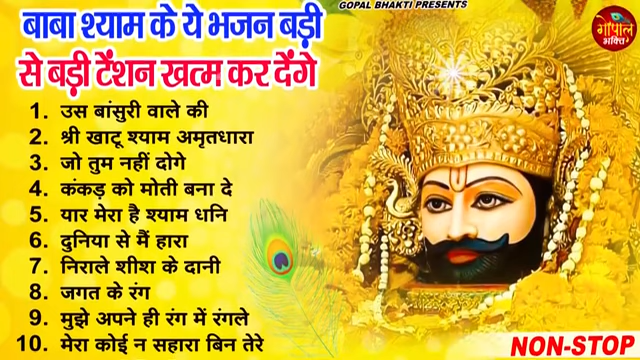 GOPAL BHAKTI PRESENTS
बाबा श्याम के ये भजन बड़ी
से बड़ी टेंशन खत्म कर देंगे
गोपाल
भक्ति
1. उस बांसुरी वाले की
2. श्री खाटू श्याम अमृतधारा
3. जो तुम नहीं दोगे
4. कंकड़ को मोती बना दे
5. यार मेरा है श्याम धनि
6. दुनिया से मैं हारा
7. निराले शीश के दानी
8. जगत के रंग
9. मुझे अपने ही रंग में रंगले
10. मेरा कोई न सहारा बिन तेरे
NON-STOP